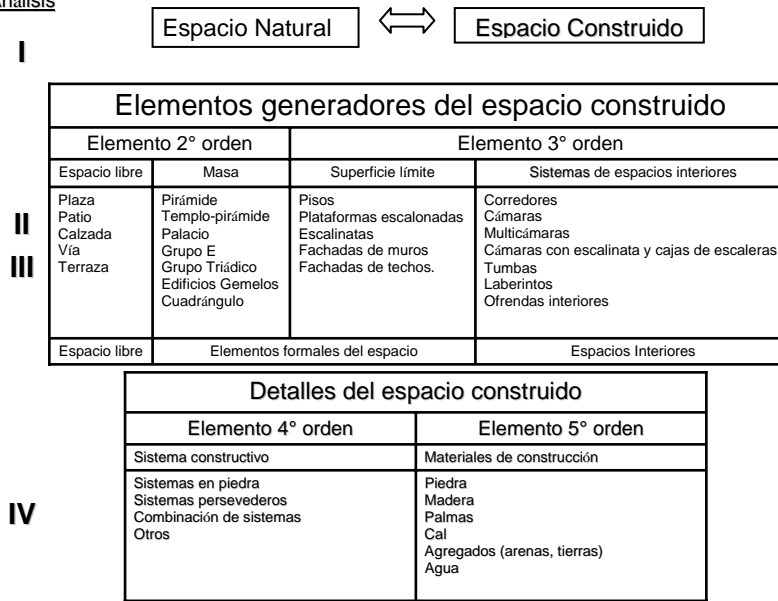 Análisis
Espacio Natural
Espacio Construido
I
Elementos generadores del espacio construido
Elemento 2° orden
Elemento 3° orden
Espacio libre
Masa
Superficie límite
Sistemas de espacios interiores
II
III
Plaza
Patio
Calzada
Vía
Terraza
Pirámide
Templo-pirámide
Palacio
Grupo E
Grupo Triádico
Edificios Gemelos
Cuadrángulo
Pisos
Plataformas escalonadas
Escalinatas
Fachadas de muros
Fachadas de techos.
Corredores
Cámaras
Multicámaras
Cámaras con escalinata y cajas de escaleras
Tumbas
Laberintos
Ofrendas interiores
Espacio libre
Elementos formales del espacio
Espacios Interiores
Detalles del espacio construido
Elemento 4° orden
Elemento 5° orden
Sistema constructivo
Materiales de construcción
IV
Sistemas en piedra
Sistemas persevederos
Combinación de sistemas
Otros
Piedra
Madera
Palmas
Cal
Agregados (arenas, tierras)
Agua